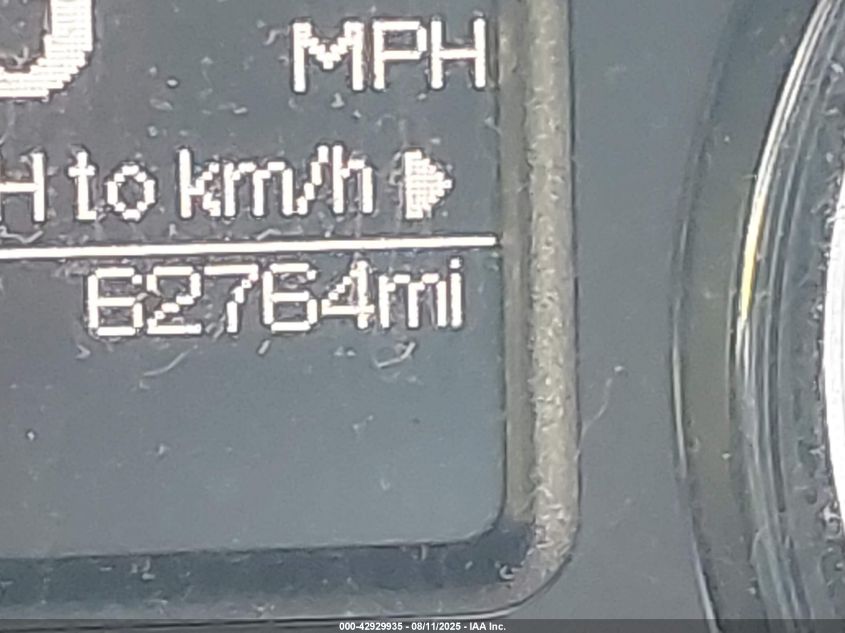 MPH
H to km/h
62764mi
000-42929935 - 08/11/2025 - IAA Inc.